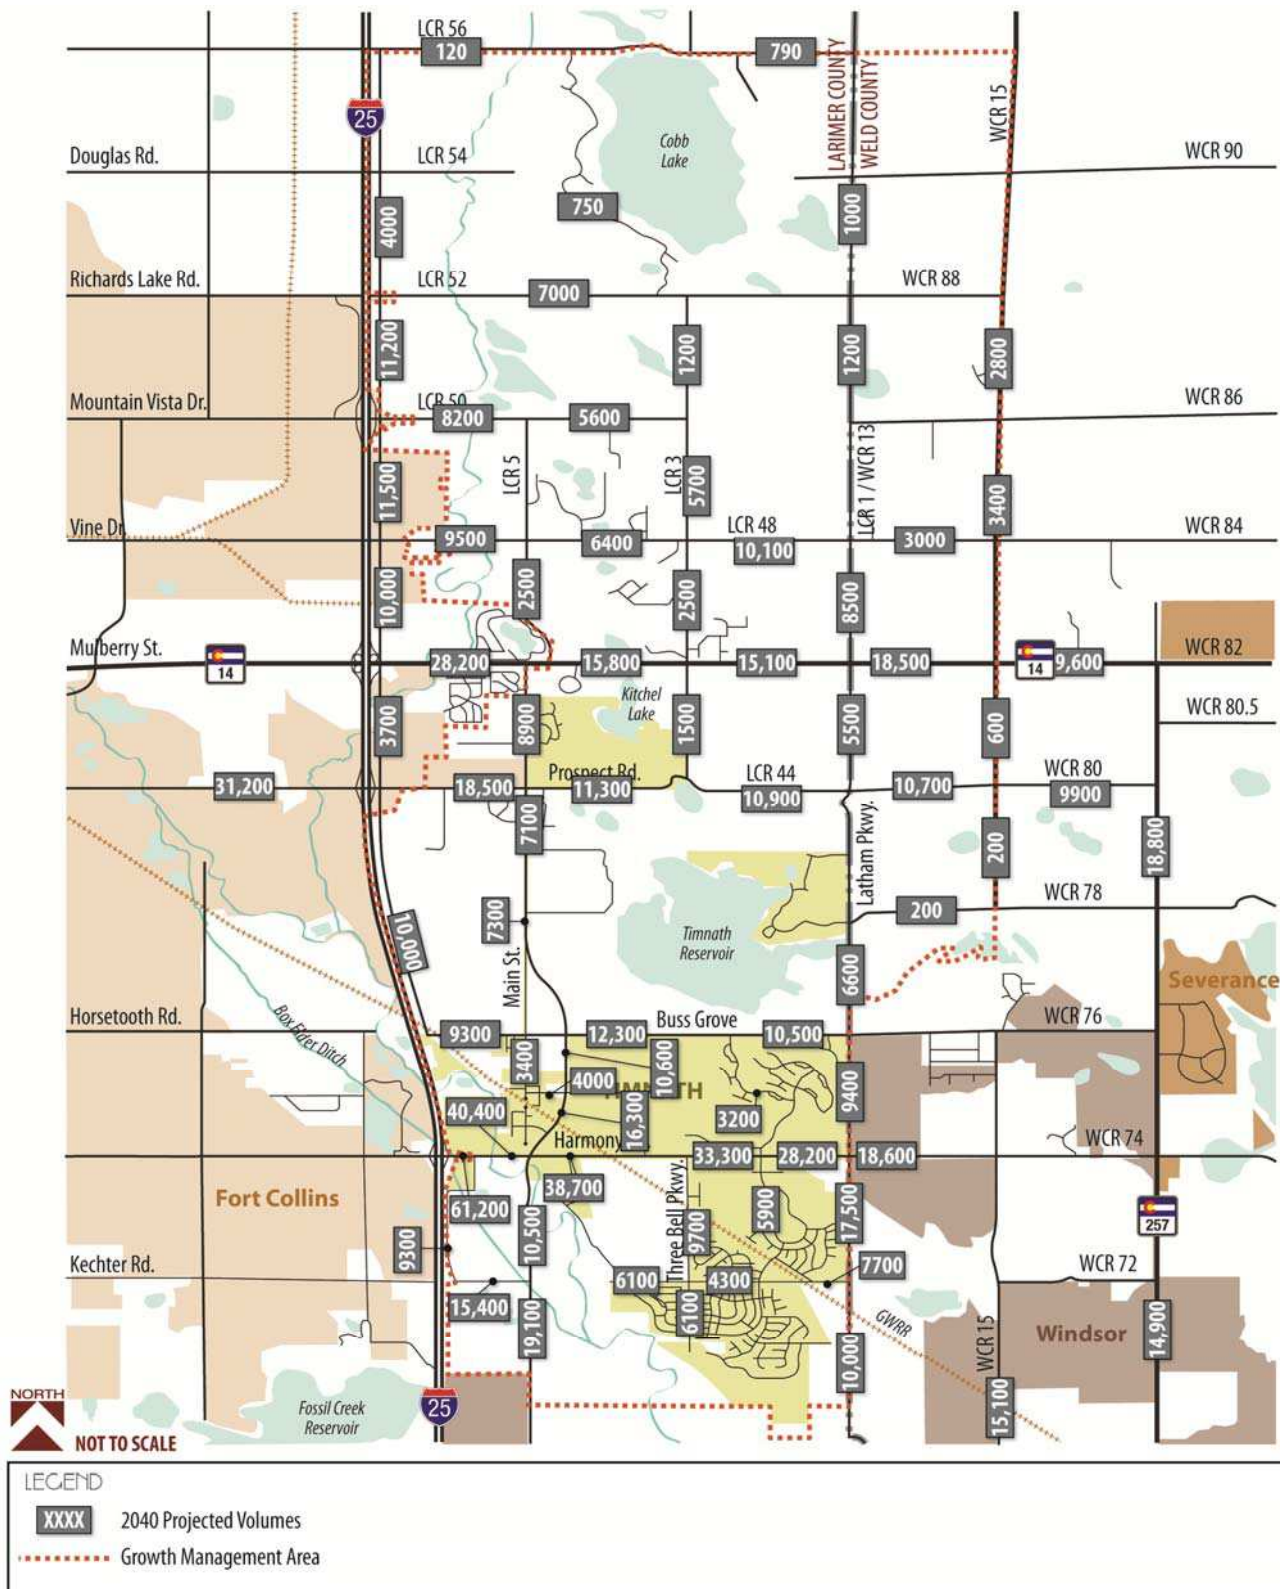 LCR 56
120
790
LARIMER COUNTY
WELD COUNTY
WCR 15
25
Cobb
Lake
Douglas Rd.
LCR 54
WCR 90
750
4000
1000
Richards Lake Rd.
LCR 52
7000
WCR 88
11,200
1200
1200
2800
Mountain Vista Dr.
LCR 50
8200
5600
WCR 86
LCR 5
LCR 3
LCR 1 / WCR 13
11,500
5700
3400
Vine Dr.
9500
6400
LCR 48
10,100
3000
WCR 84
10,000
2500
2500
8500
Mulberry St.
14
28,200
15,800
15,100
18,500
14
9,600
WCR 82
Kitchel
Lake
3700
8900
1500
5500
600
WCR 80.5
31,200
18,500
Prospect Rd.
11,300
LCR 44
10,900
10,700
WCR 80
9900
7100
Latham Pkwy.
200
18,800
WCR 78
200
7300
Timnath
Reservoir
10,000
Main St.
6600
Severance
Horsetooth Rd.
Box Elder Ditch
9300
12,300
Buss Grove
10,500
WCR 76
3400
10,600
4000
9400
40,400
16,300
3200
Harmony
33,300
28,200
18,600
WCR 74
Fort Collins
38,700
61,200
Three Bell Pkwy.
5900
17,500
257
9300
10,500
9700
Kechter Rd.
6100
4300
7700
WCR 72
15,400
19,100
6100
GWRR
10,000
WCR 15
Windsor
14,900
15,100
NORTH
NOT TO SCALE
Fossil Creek
Reservoir
25
LEGEND
XXXX 2040 Projected Volumes
Growth Management Area